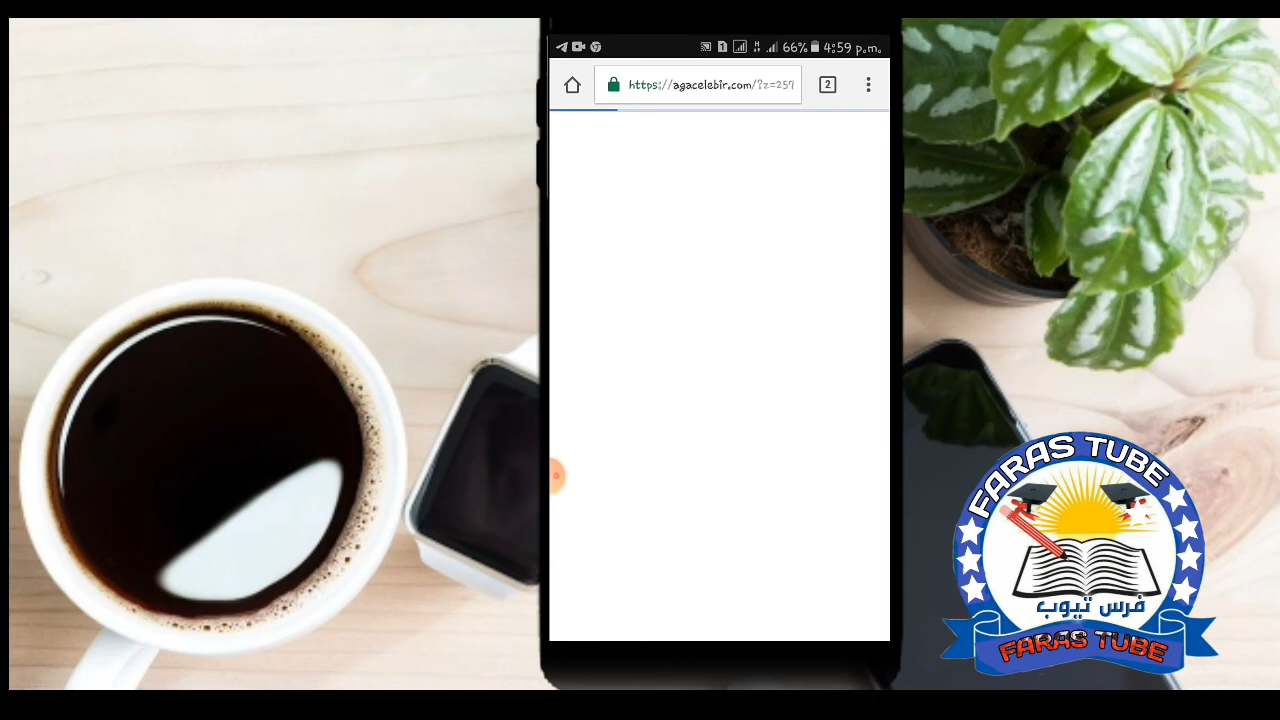 66% 4:59 p.m.
https://agacelebir.com/?z=257
2
FARAS TUBE
فرس تيوب
FARAS TUBE